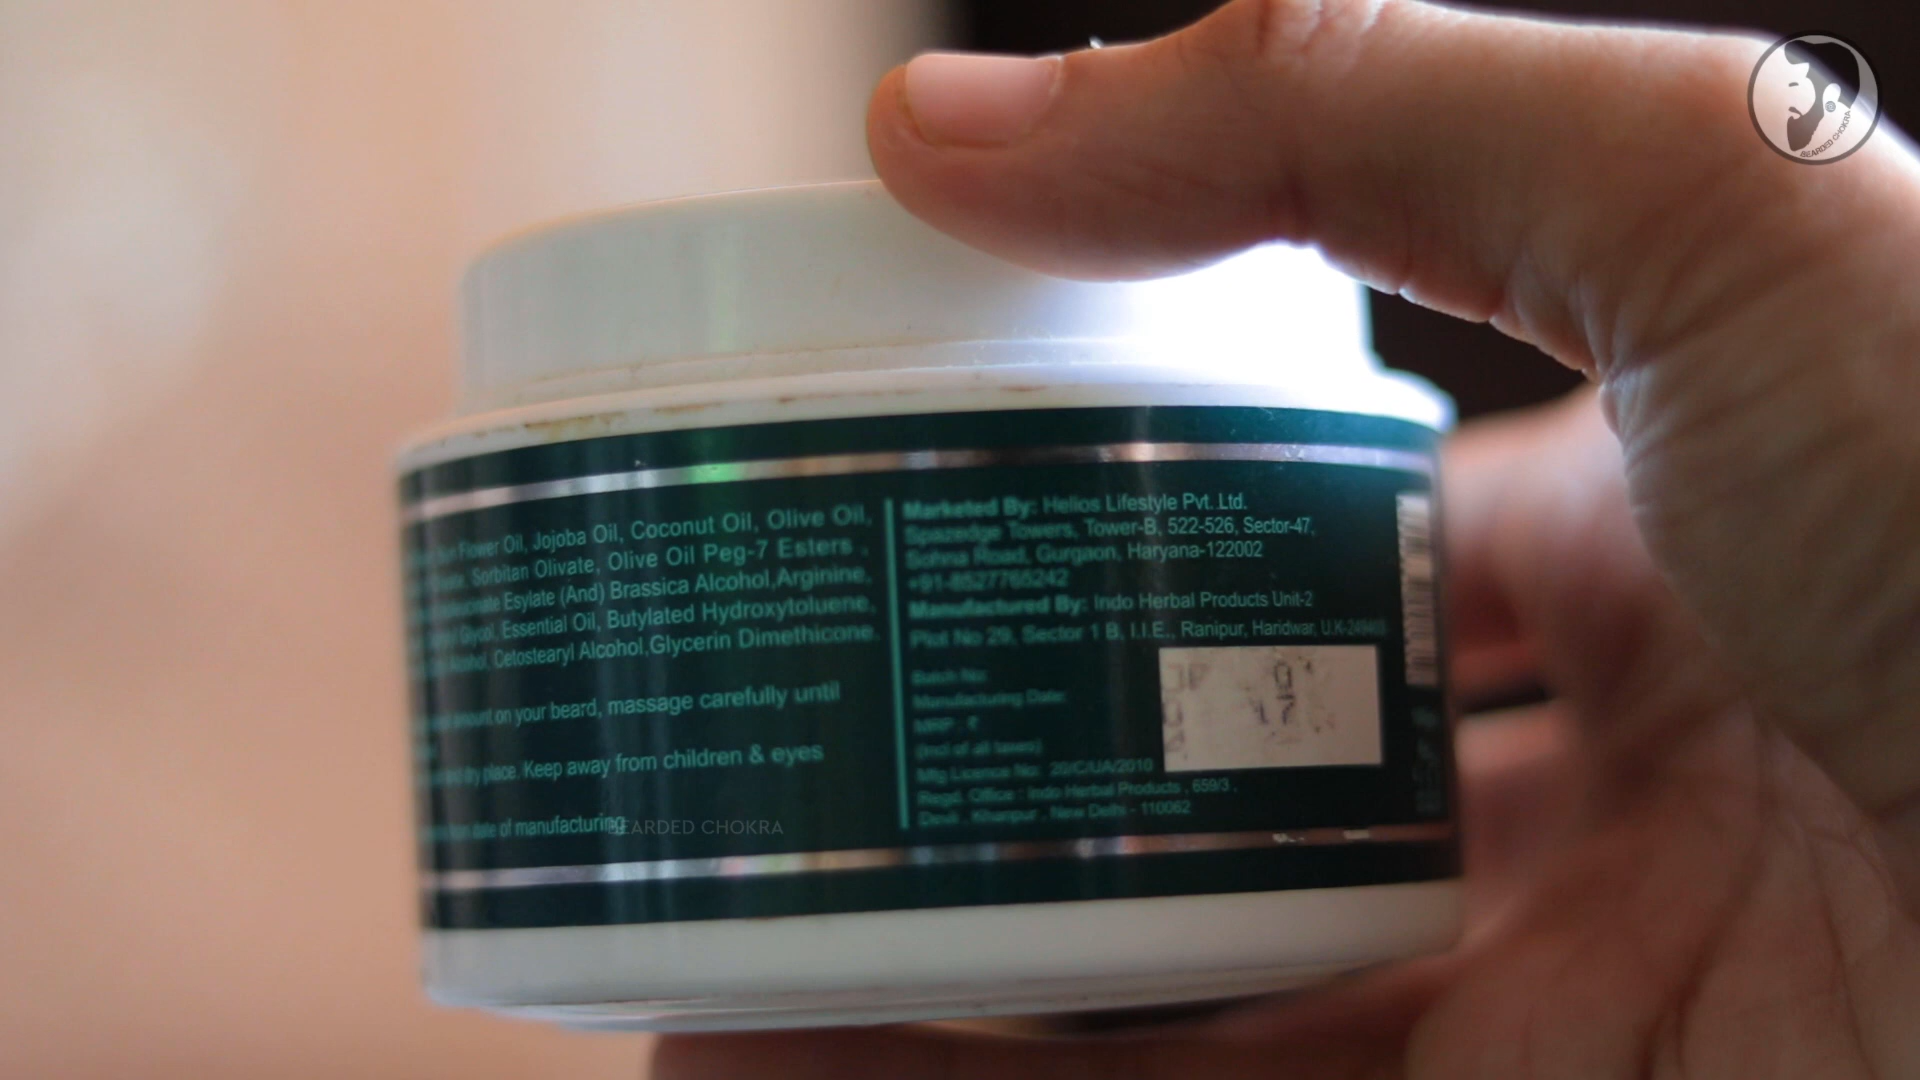 BEARDED CHOKRA
Sun Flower Oil, Jojoba Oil, Coconut Oil, Olive Oil,
Sorbitan Olivate, Olive Oil Peg-7 Esters ,
Esylate (And) Brassica Alcohol,Arginine,
Glycol, Essential Oil, Butylated Hydroxytoluene,
Alcohol, Cetostearyl Alcohol,Glycerin Dimethicone.
amount on your beard, massage carefully until
dry place. Keep away from children & eyes
date of manufacturing
BEARDED CHOKRA
Marketed By: Helios Lifestyle Pvt. Ltd.
Spazedge Towers, Tower-B, 522-526, Sector-47,
Sohna Road, Gurgaon, Haryana-122002
+91-8527765242
Manufactured By: Indo Herbal Products Unit-2
Plot No 29, Sector 1 B, I.I.E., Ranipur, Haridwar, U.K-
Batch No:
Manufacturing Date:
MRP : ₹
(Incl of all taxes)
Mfg Licence No: 20/C/UA/2010
Regd. Office : Indo Herbal Products , 659/3 ,
Devli , Khanpur , New Delhi - 110062